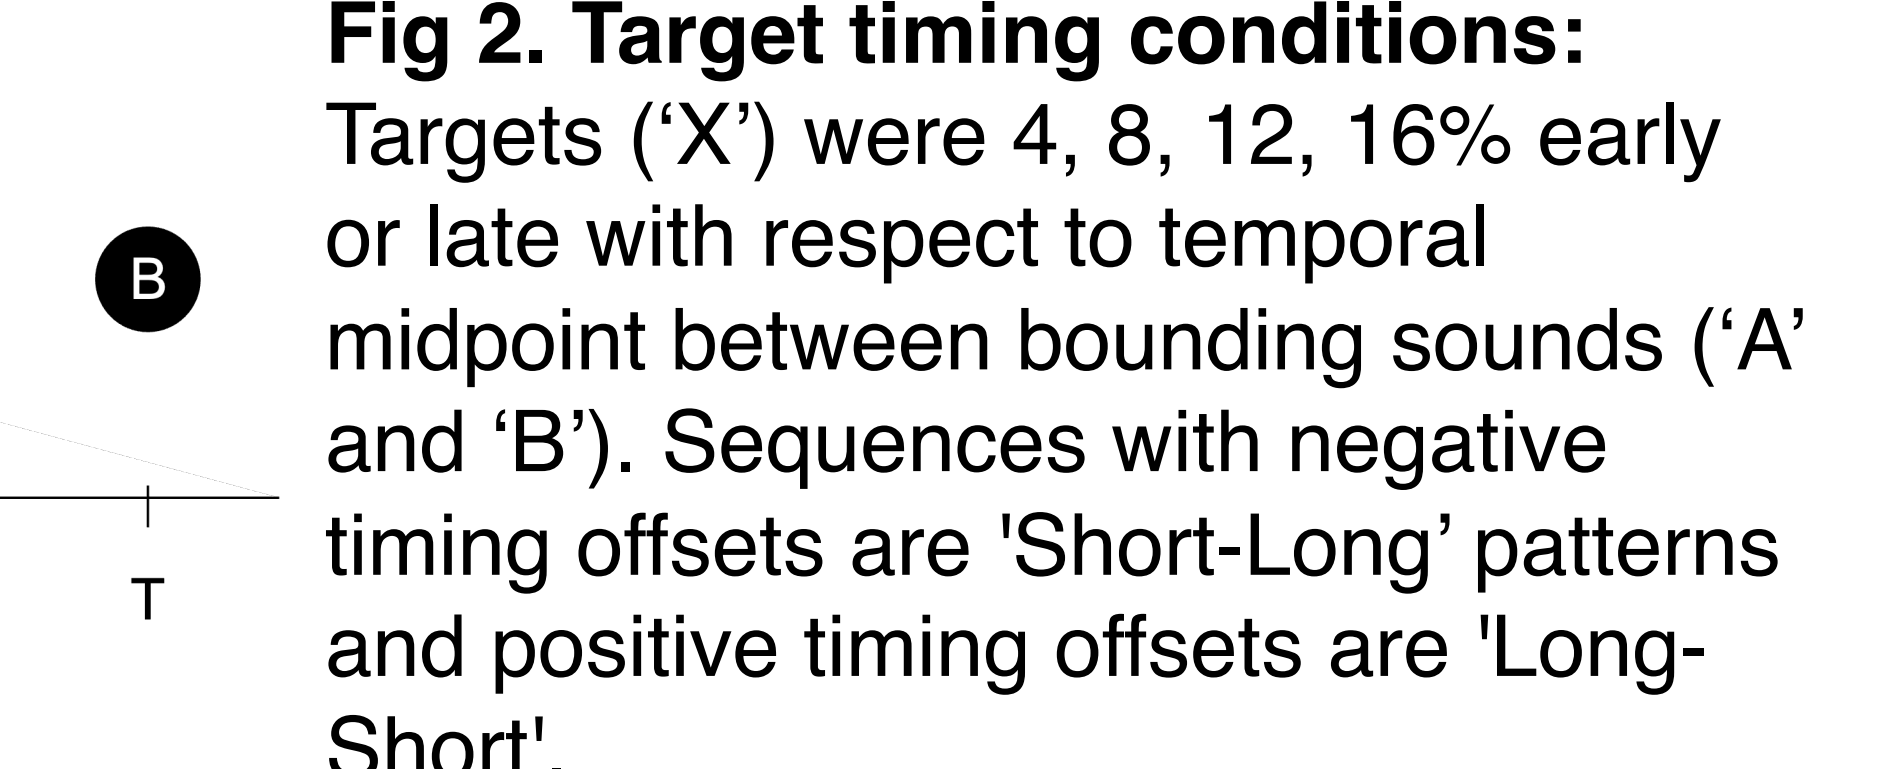 Fig 2. Target timing conditions:
Targets (‘X’) were 4, 8, 12, 16% early
or late with respect to temporal
midpoint between bounding sounds (‘A’
and ‘B’). Sequences with negative
timing offsets are 'Short-Long’ patterns
and positive timing offsets are 'Long-
Short'.
B
T